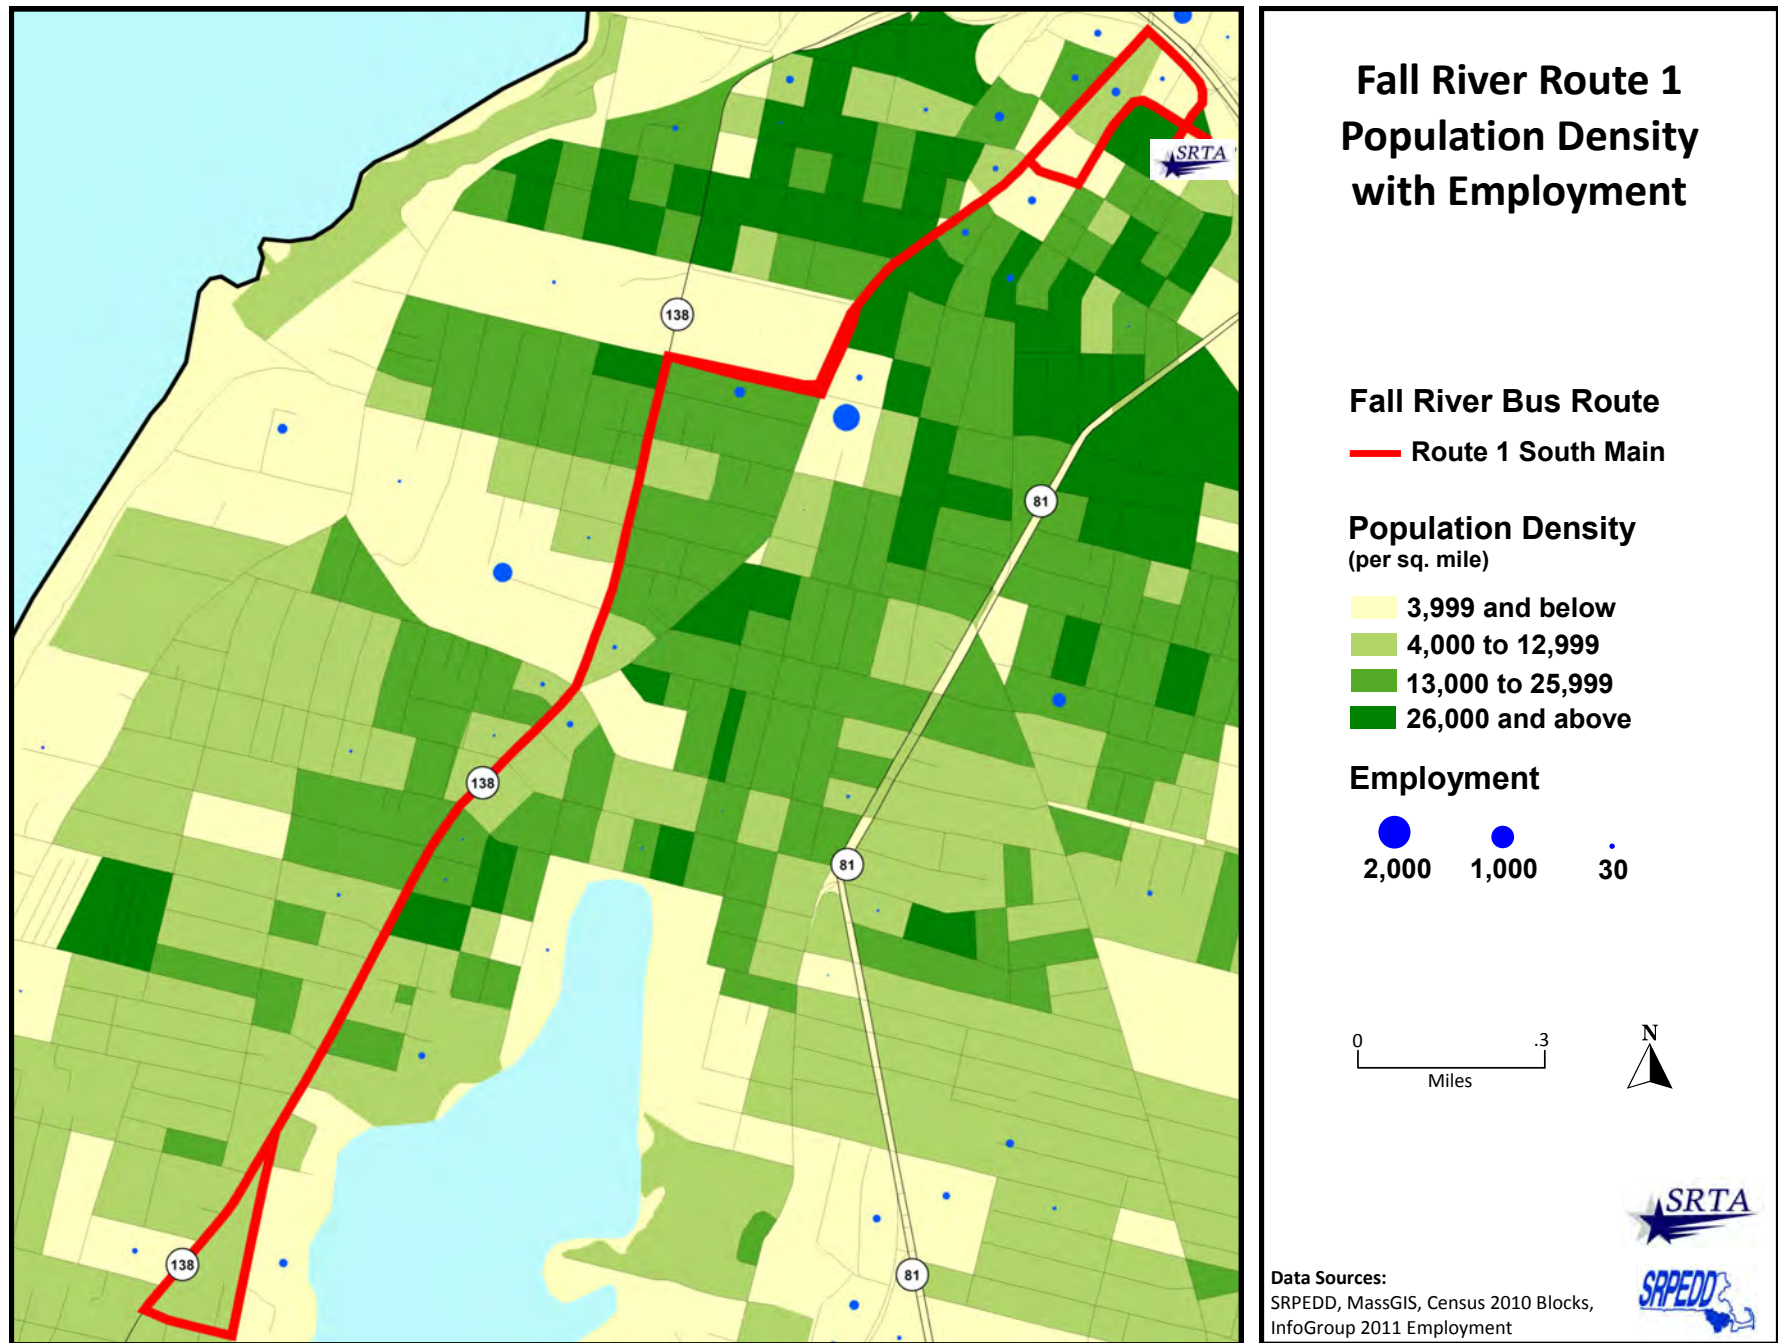 Fall River Route 1
Population Density
with Employment
Fall River Bus Route
Route 1 South Main
Population Density
(per sq. mile)
3,999 and below
4,000 to 12,999
13,000 to 25,999
26,000 and above
Employment
2,000 1,000 30
0 .3
Miles
N
SRTA
SRPEDD
Data Sources:
SRPEDD, MassGIS, Census 2010 Blocks,
InfoGroup 2011 Employment
SRTA
138
81
138
81
138
81